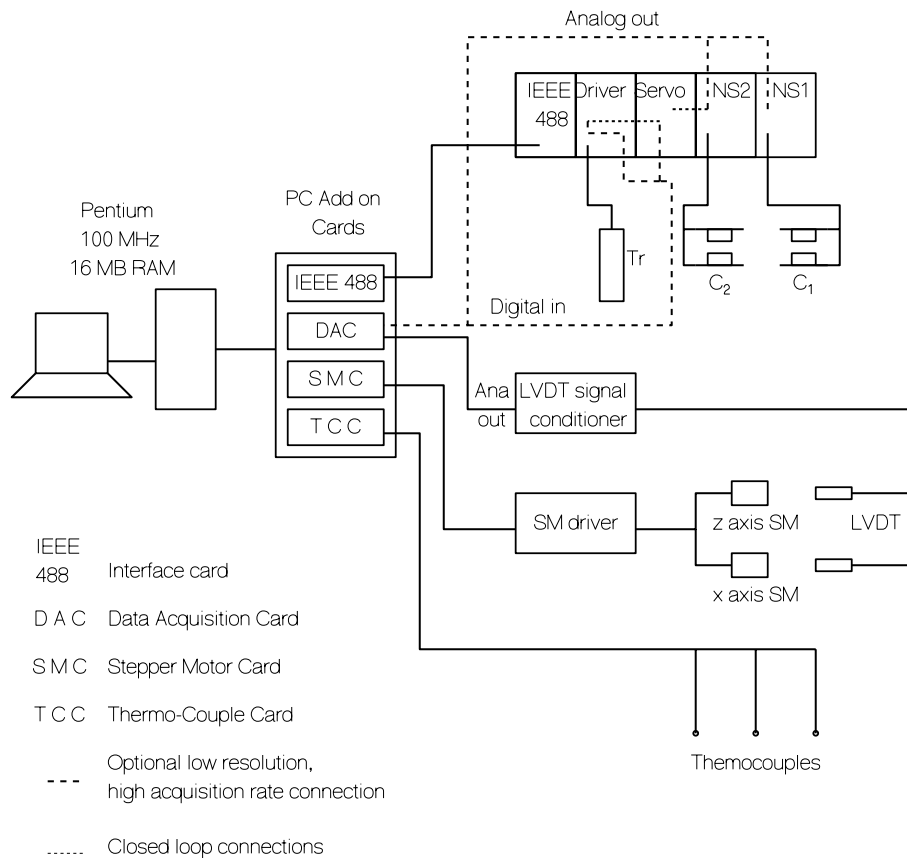 Analog out
IEEE
488
Driver
Servo
NS2
NS1
PC Add on
Cards
Pentium
100 MHz
16 MB RAM
Tr
C2
C1
IEEE 488
Digital in
DAC
S M C
T C C
Ana
out
LVDT signal
conditioner
SM driver
z axis SM
LVDT
x axis SM
IEEE
488
Interface card
D A C Data Acquisition Card
S M C Stepper Motor Card
T C C Thermo-Couple Card
Themocouples
Optional low resolution,
high acquisition rate connection
Closed loop connections